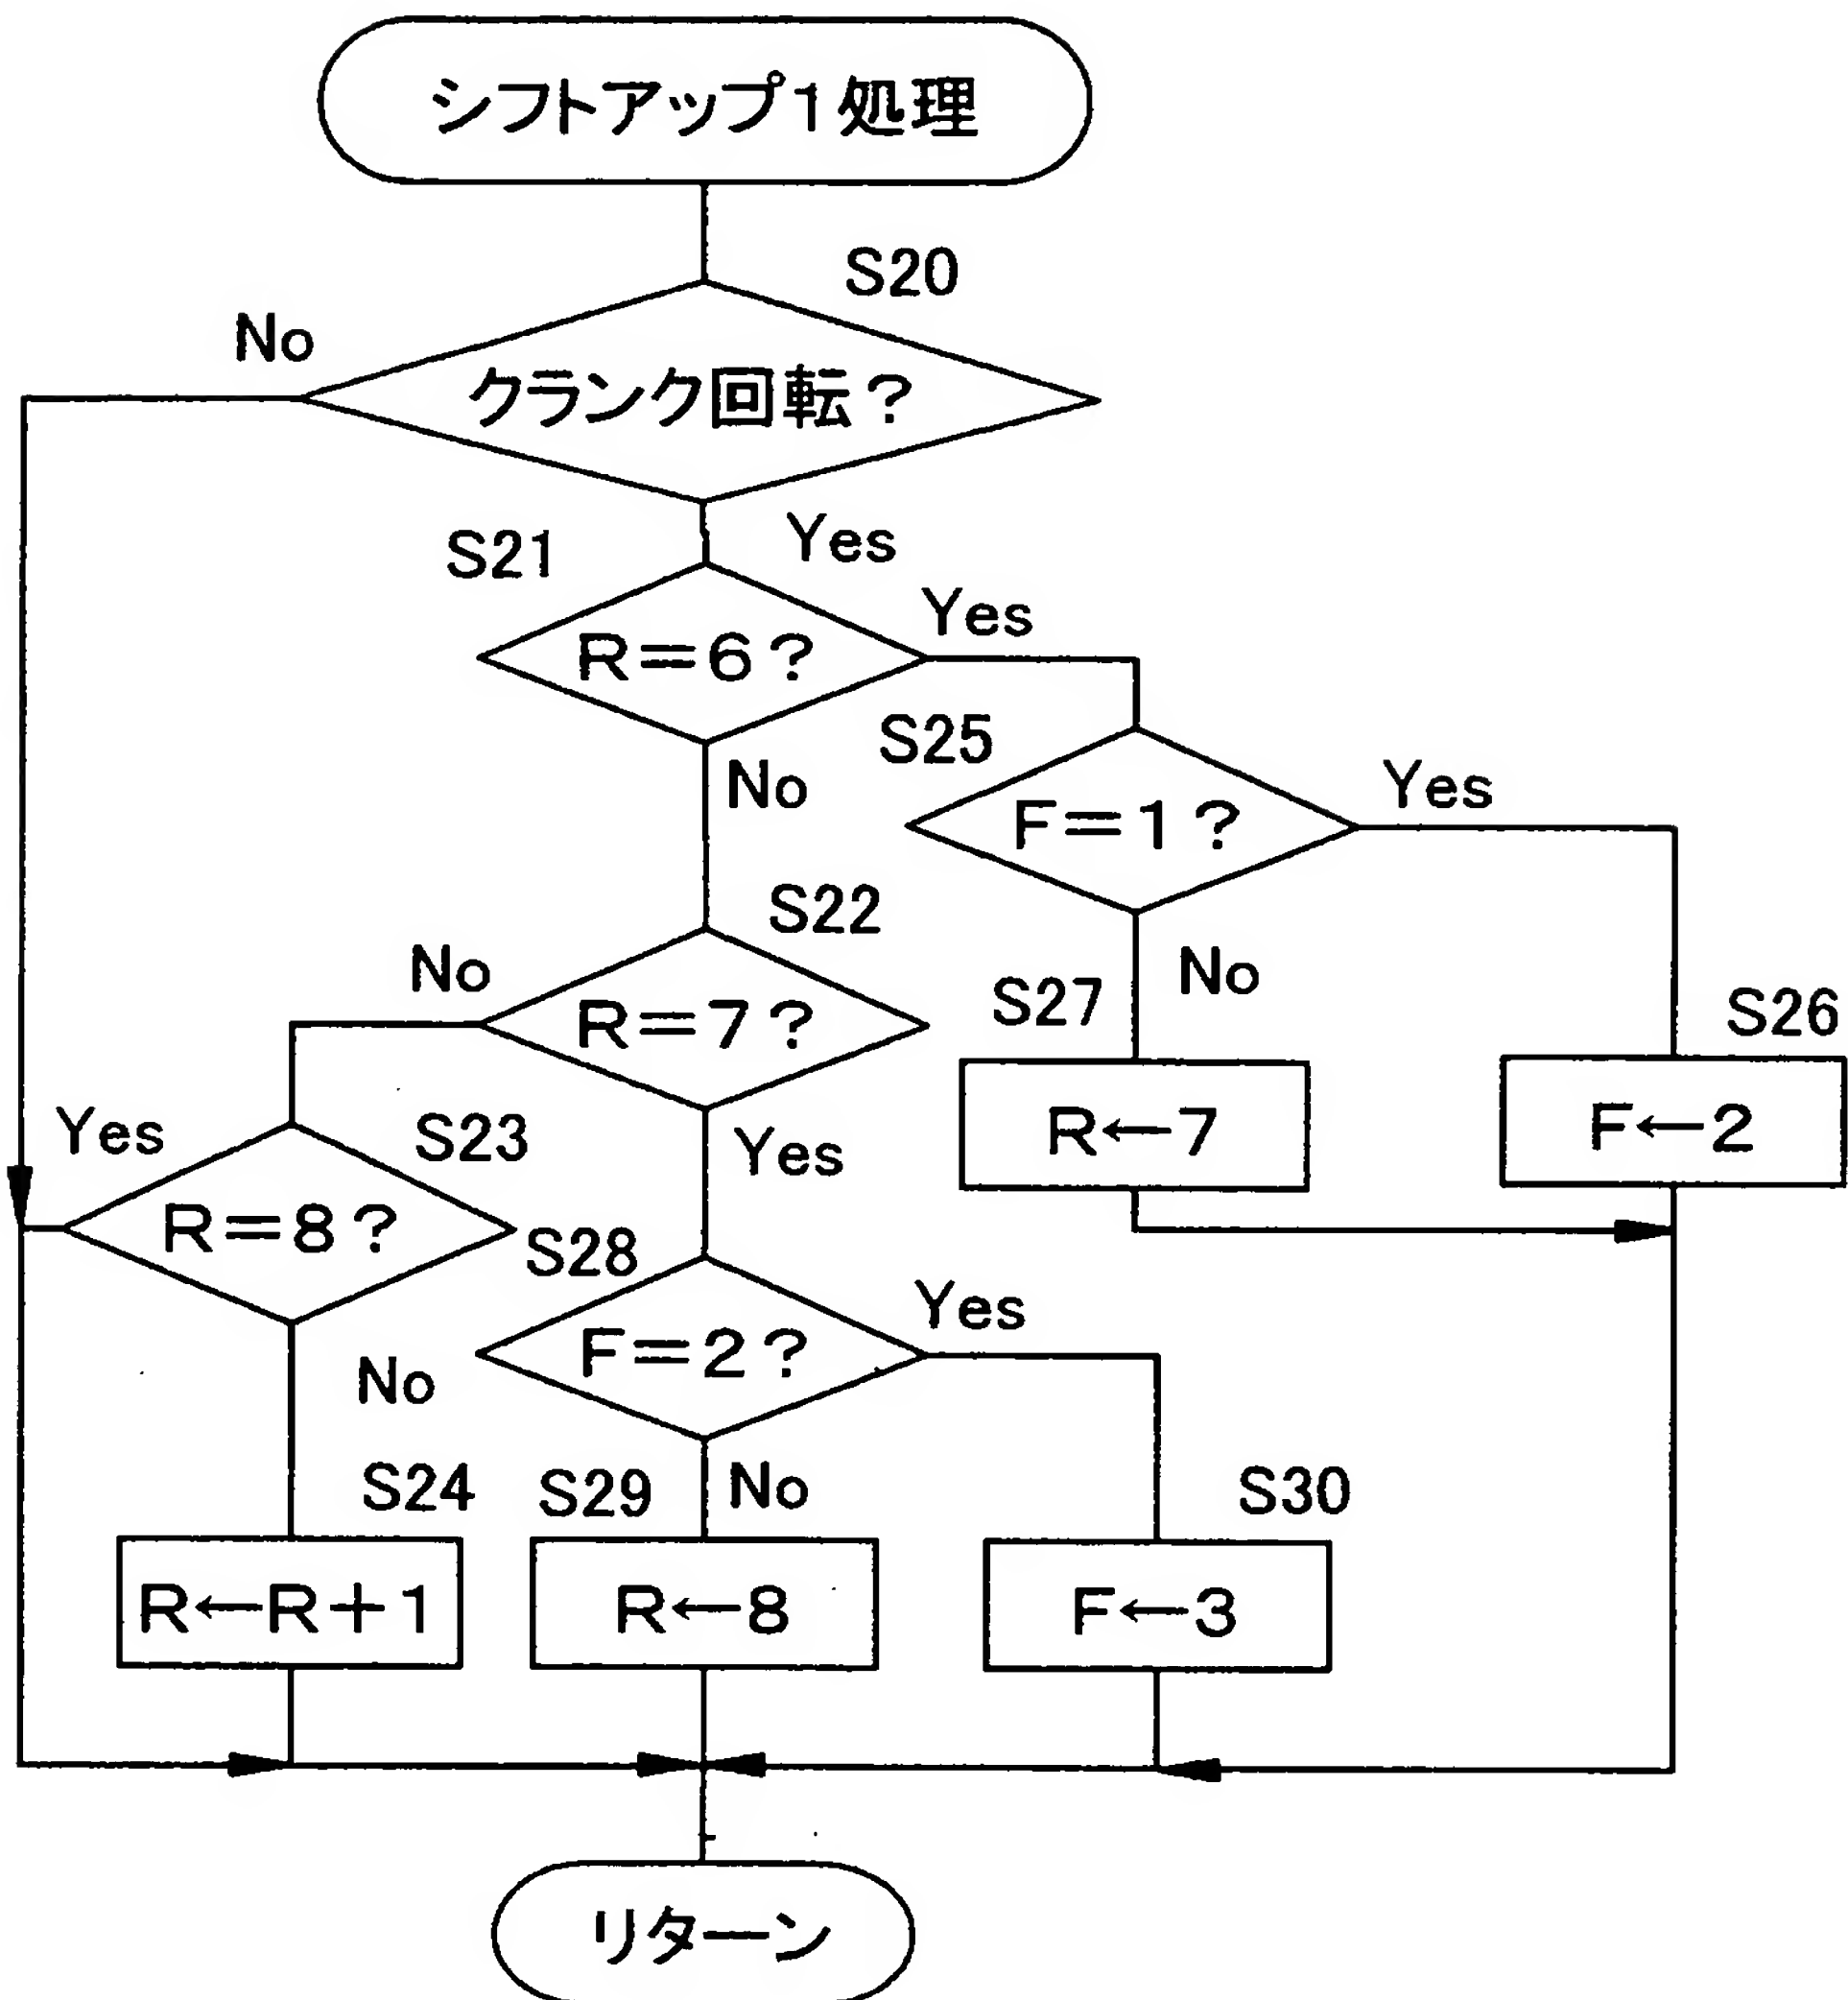 シフトアップ1処理
S20
No
クランク回転？
Yes
S21
R＝6？
Yes
No
S25
F＝1？
Yes
S22
No
R＝7？
S27
No
S26
R←7
F←2
Yes
S23
Yes
R＝8？
S28
F＝2？
Yes
No
S24
S29
No
S30
R←R＋1
R←8
F←3
リターン